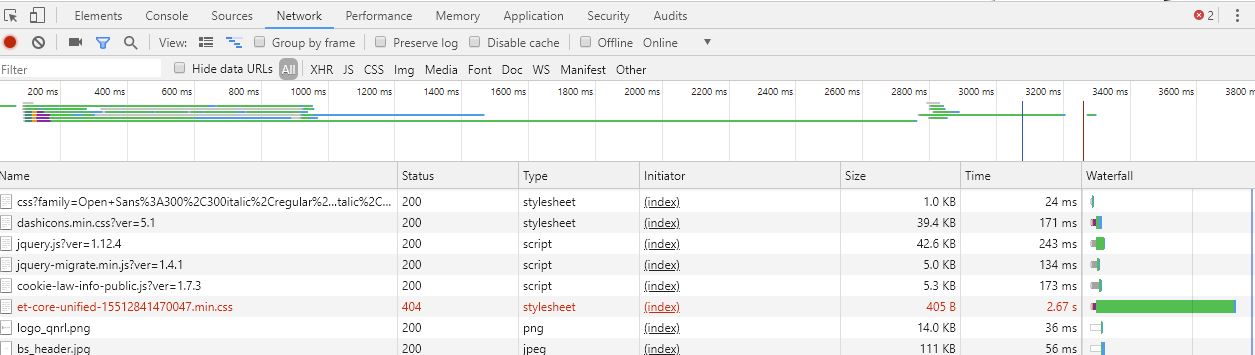 Elements Console Sources Network Performance Memory Application Security Audits 2
View: Group by frame Preserve log Disable cache Offline Online
Filter Hide data URLs All XHR JS CSS Img Media Font Doc WS Manifest Other
200 ms 400 ms 600 ms 800 ms 1000 ms 1200 ms 1400 ms 1600 ms 1800 ms 2000 ms 2200 ms 2400 ms 2600 ms 2800 ms 3000 ms 3200 ms 3400 ms 3600 ms 3800 m
Name Status Type Initiator Size Time Waterfall
css?family=Open+Sans%3A300%2C300italic%2Cregular%2...talic%2C... 200 stylesheet (index) 1.0 KB 24 ms
dashicons.min.css?ver=5.1 200 stylesheet (index) 39.4 KB 171 ms
jquery.js?ver=1.12.4 200 script (index) 42.6 KB 243 ms
jquery-migrate.min.js?ver=1.4.1 200 script (index) 5.0 KB 134 ms
cookie-law-info-public.js?ver=1.7.3 200 script (index) 5.3 KB 173 ms
et-core-unified-15512841470047.min.css 404 stylesheet (index) 405 B 2.67 s
logo_qnrl.png 200 png (index) 14.0 KB 36 ms
bs_header.jpg 200 jpeg (index) 111 KB 56 ms